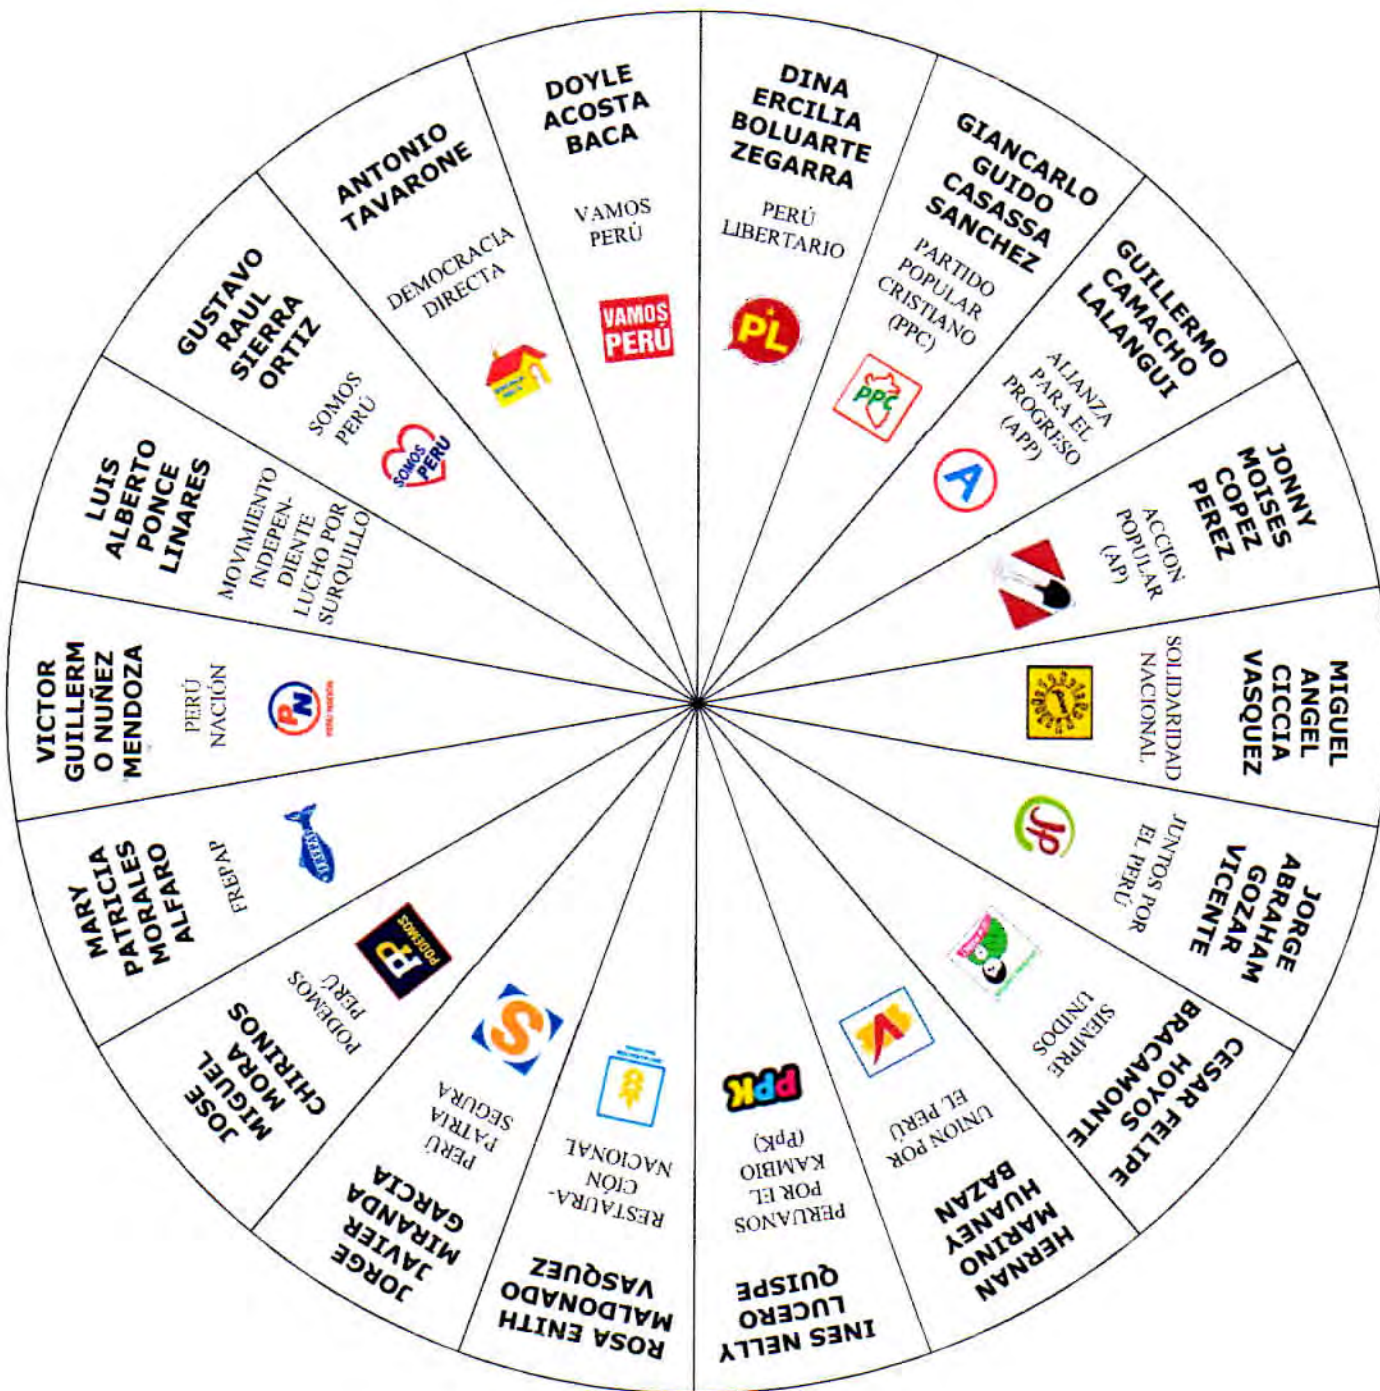 DINA
ERCILIA
BOLUARTE
ZEGARRA
PERÚ
LIBERTARIO
PL
GIANCARLO
GUIDO
CASASSA
SANCHEZ
PARTIDO
POPULAR
CRISTIANO
(PPC)
PPC
GUILLERMO
CAMACHO
LALANGUI
ALIANZA
PARA EL
PROGRESO
(APP)
A
JONNY
MOISES
COPEZ
PEREZ
ACCION
POPULAR
(AP)
MIGUEL
ANGEL
CICCIA
VASQUEZ
SOLIDARIDAD
NACIONAL
JORGE
ABRAHAM
GOZAR
VICENTE
JUNTOS POR
EL PERÚ
JP
CESAR FELIPE
HOYOS
BRACAMONTE
SIEMPRE
UNIDOS
HERNAN
MARINO
HUANEY
BAZAN
UNION POR
EL PERÚ
INES NELLY
LUCERO
QUISPE
PERUANOS
POR EL
KAMBIO
(PpK)
PPK
ROSA ENITH
MALDONADO
VASQUEZ
RESTAURA-
CIÓN
NACIONAL
JORGE
JAVIER
MIRANDA
GARCIA
PERÚ
PATRIA
SEGURA
S
JOSE
MIGUEL
MORA
CHIRINOS
PODEMOS
PERÚ
PP
PODEMOS
MARY
PATRICIA
MORALES
ALFARO
FREPAP
FREPAP
VICTOR
GUILLERM
O NUÑEZ
MENDOZA
PERÚ
NACIÓN
PN
PERÚ NACIÓN
LUIS
ALBERTO
PONCE
LINARES
MOVIMIENTO
INDEPEN-
DIENTE
LUCHO POR
SURQUILLO
GUSTAVO
RAUL
SIERRA
ORTIZ
SOMOS
PERÚ
SOMOS
PERU
ANTONIO
TAVARONE
DEMOCRACIA
DIRECTA
DOYLE
ACOSTA
BACA
VAMOS
PERÚ
VAMOS
PERÚ